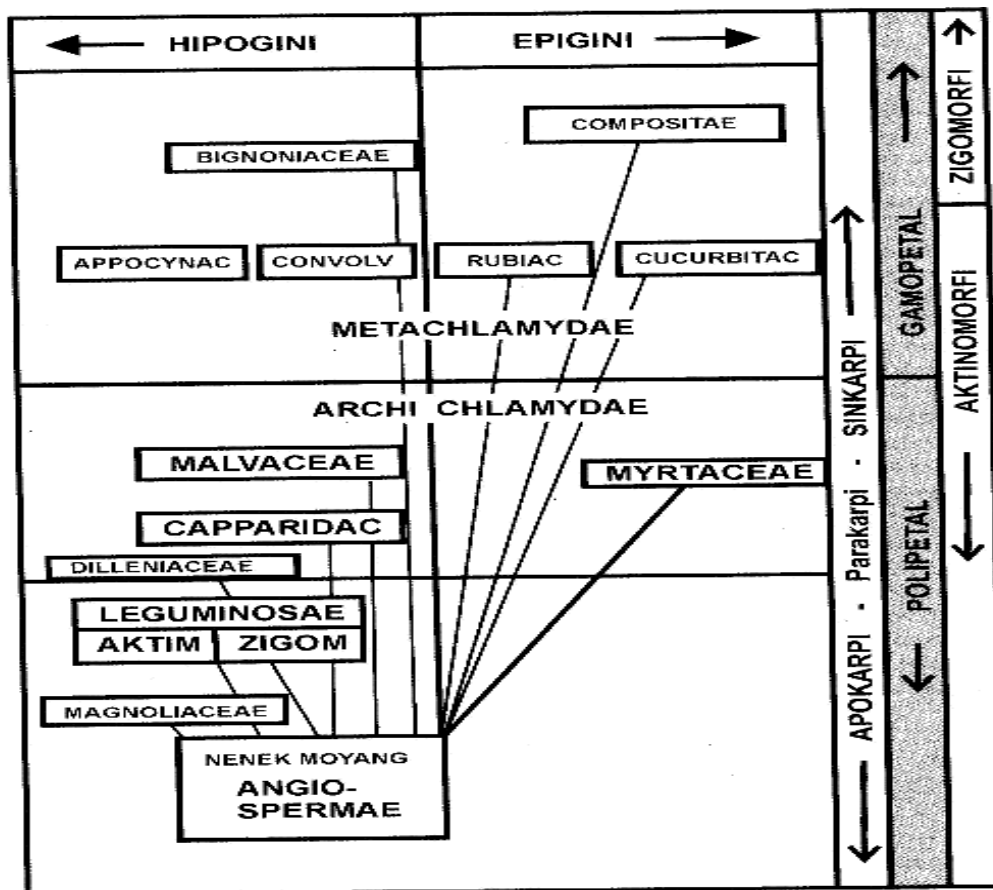 HIPOGINI
EPIGINI
COMPOSITAE
BIGNONIACEAE
APPOCYNAC
CONVOLV
RUBIAC
CUCURBITAC
METACHLAMYDAE
ARCHI CHLAMYDAE
MALVACEAE
MYRTACEAE
CAPPARIDAC
DILLENIACEAE
LEGUMINOSAE
AKTIM
ZIGOM
MAGNOLIACEAE
NENEK MOYANG
ANGIO-
SPERMAE
APOKARPI - Parakarpi - SINKARPI
POLIPETAL
GAMOPETAL
AKTINOMORFI
ZIGOMORFI